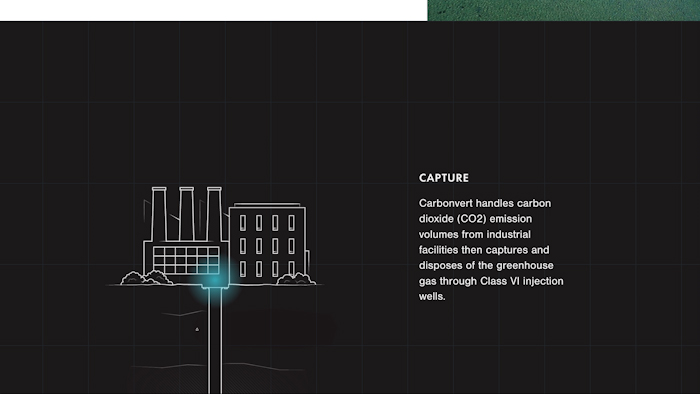 CAPTURE
Carbonvert handles carbon
dioxide (CO2) emission
volumes from industrial
facilities then captures and
disposes of the greenhouse
gas through Class VI injection
wells.